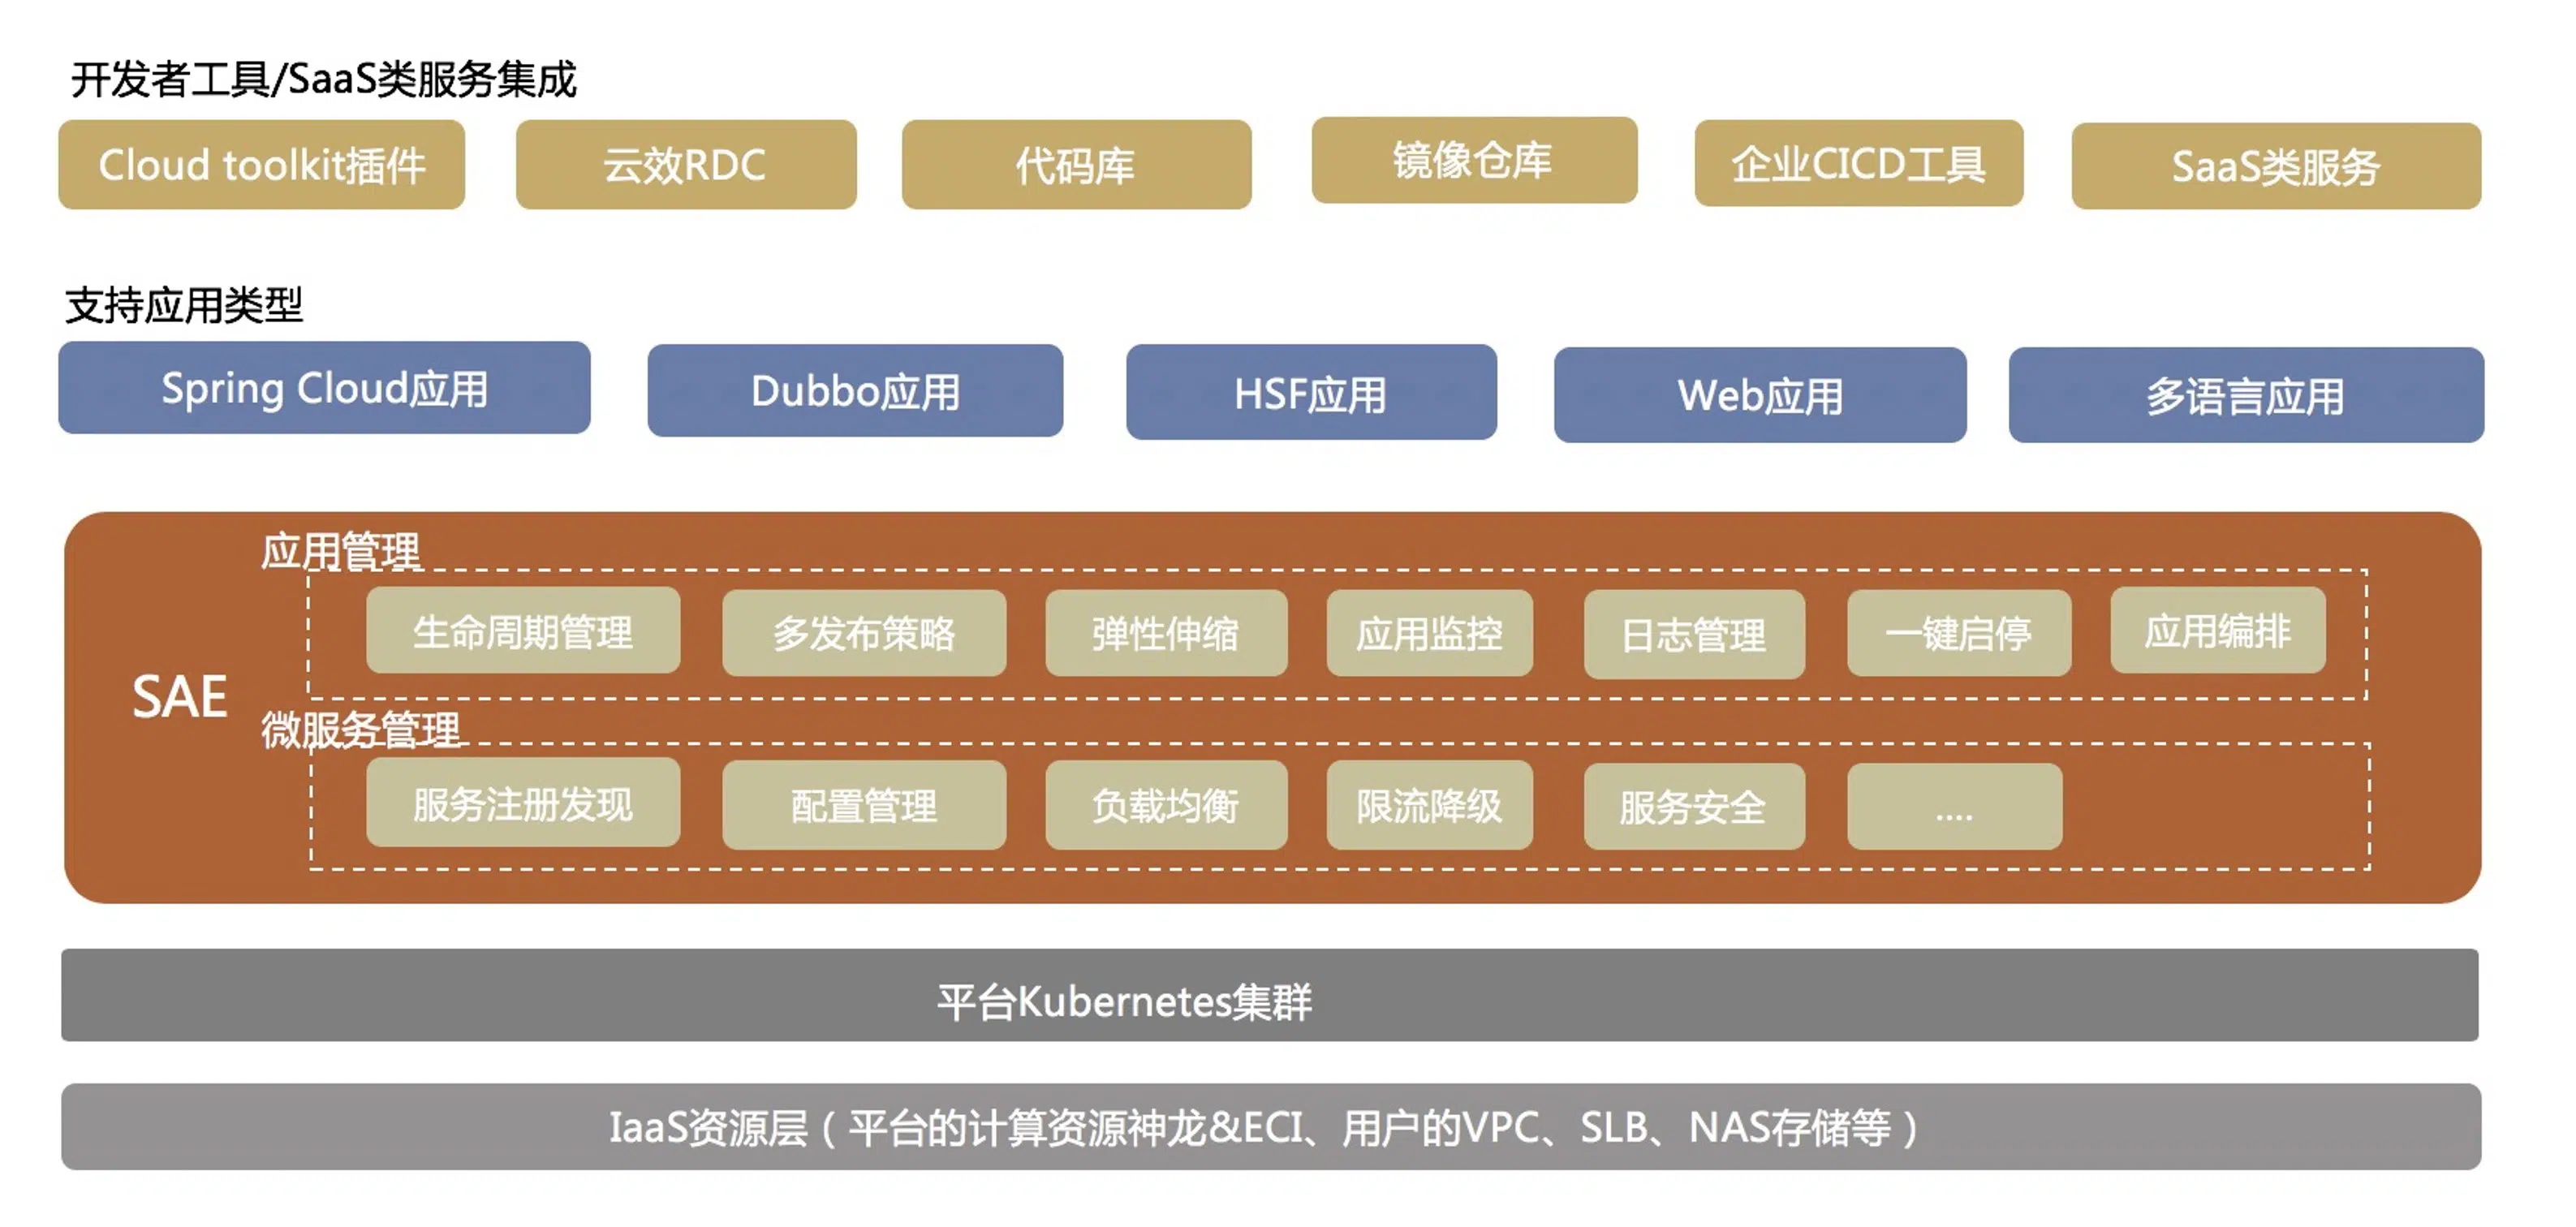 开发者工具/SaaS类服务集成
Cloud toolkit插件
云效RDC
代码库
镜像仓库
企业CICD工具
SaaS类服务
支持应用类型
Spring Cloud应用
Dubbo应用
HSF应用
Web应用
多语言应用
SAE
应用管理
生命周期管理
多发布策略
弹性伸缩
应用监控
日志管理
一键启停
应用编排
微服务管理
服务注册发现
配置管理
负载均衡
限流降级
服务安全
....
平台Kubernetes集群
IaaS资源层（平台的计算资源神龙&ECI、用户的VPC、SLB、NAS存储等）